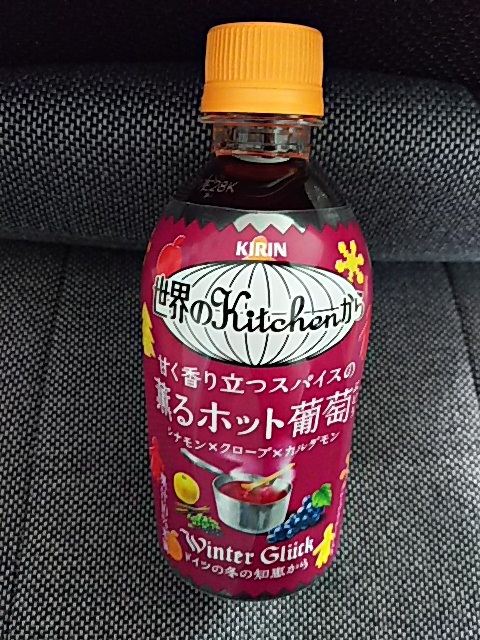 KIRIN
世界のKitchenから
甘く香り立つスパイスの
薫るホット葡萄
シナモン×クローブ×カルダモン
Winter Glück
ドイツの冬の知恵から